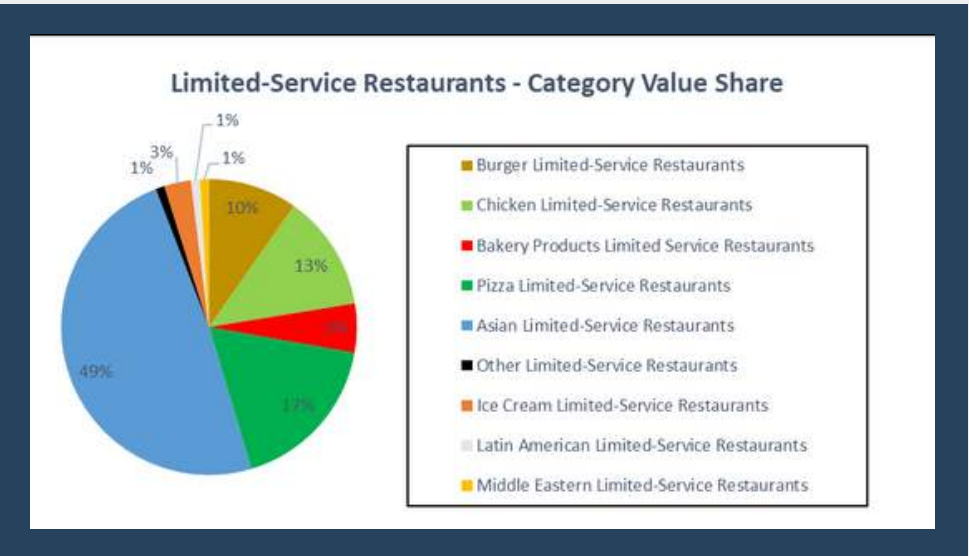 Limited-Service Restaurants - Category Value Share
1%
3%
1%
1%
10%
13%
17%
49%
Burger Limited-Service Restaurants
Chicken Limited-Service Restaurants
Bakery Products Limited Service Restaurants
Pizza Limited-Service Restaurants
Asian Limited-Service Restaurants
Other Limited-Service Restaurants
Ice Cream Limited-Service Restaurants
Latin American Limited-Service Restaurants
Middle Eastern Limited-Service Restaurants